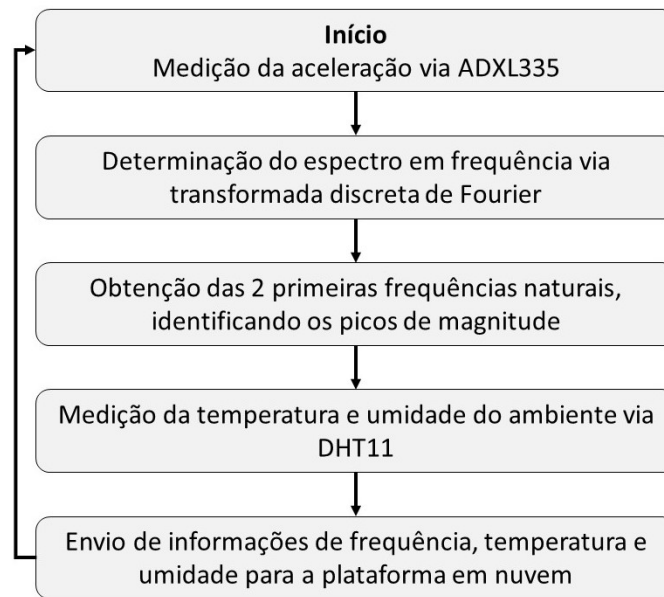 Início
Medição da aceleração via ADXL335
Determinação do espectro em frequência via
transformada discreta de Fourier
Obtenção das 2 primeiras frequências naturais,
identificando os picos de magnitude
Medição da temperatura e umidade do ambiente via
DHT11
Envio de informações de frequência, temperatura e
umidade para a plataforma em nuvem